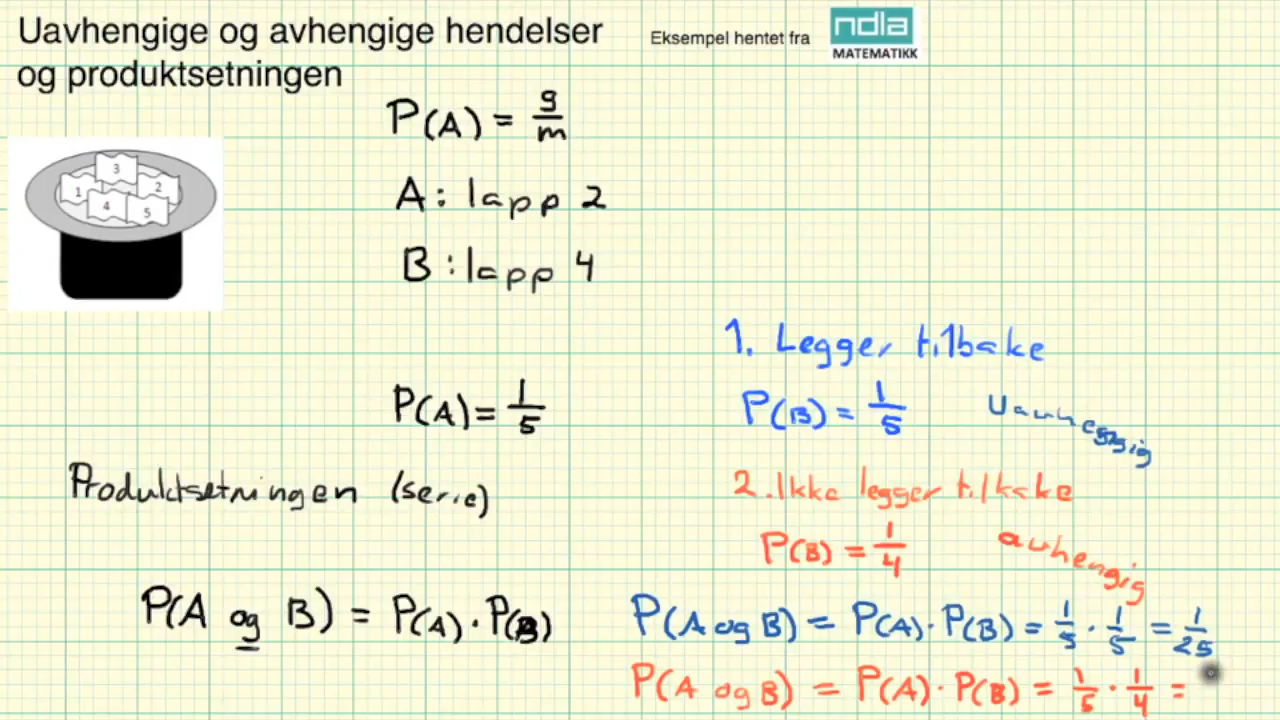 Uavhengige og avhengige hendelser
og produktsetningen
Eksempel hentet fra
ndla
MATEMATIKK
P(A) = g/m
3
1
2
4
5
A: lapp 2
B: lapp 4
1. Legger tilbake
P(A) = 1/5
P(B) = 1/5
Uavhengig
Produktsetningen (serie)
2. Ikke legger tilbake
P(B) = 1/4
avhengig
P(A og B) = P(A) · P(B)
P(A og B) = P(A) · P(B) = 1/5 · 1/5 = 1/25
P(A og B) = P(A) · P(B) = 1/5 · 1/4 =